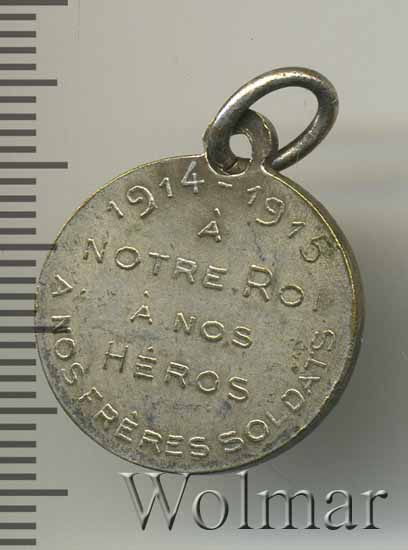 1914-1915
À
NOTRE ROI
À NOS
HÉROS
A NOS FRÈRES SOLDATS
Wolmar